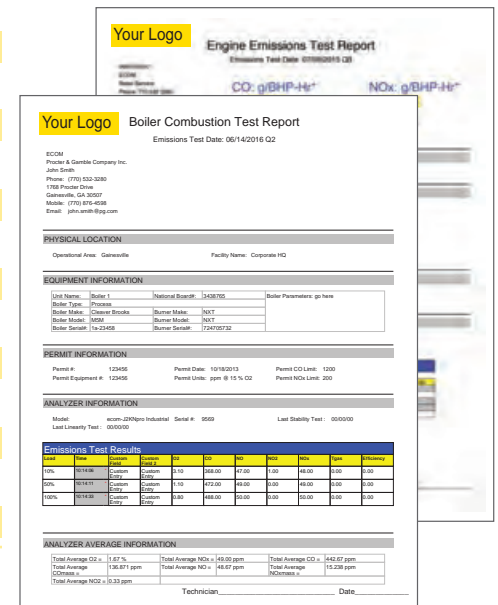 Your Logo
Engine Emissions Test Report
Emissions Test Date: 07/08/2015 Q3
ECOM
CO: g/BHP-Hr*
NOx: g/BHP-Hr*
Your Logo
Boiler Combustion Test Report
Emissions Test Date: 06/14/2016 Q2
ECOM
Procter & Gamble Company Inc.
John Smith
Phone: (770) 532-3280
1768 Procter Drive
Gainesville, GA 30507
Mobile: (770) 876-4598
Email: john.smith@pg.com
PHYSICAL LOCATION
Operational Area: Gainesville Facility Name: Corporate HQ
EQUIPMENT INFORMATION
Unit Name: Boiler 1 National Board#: 3438765 Boiler Parameters: go here
Boiler Type: Process
Boiler Make: Cleaver Brooks Burner Make: NXT
Boiler Model: MSM Burner Model: NXT
Boiler Serial#: 1a-23458 Burner Serial#: 724705732
PERMIT INFORMATION
Permit #: 123456 Permit Date: 10/18/2013 Permit CO Limit: 1200
Permit Equipment #: 123456 Permit Units: ppm @ 15 % O2 Permit NOx Limit: 200
ANALYZER INFORMATION
Model: ecom-J2KNpro Industrial Serial #: 9569 Last Stability Test : 00/00/00
Last Linearity Test : 00/00/00
Emissions Test Results
Load Time Custom Field Custom Field 2 O2 CO NO NO2 NOx Tgas Efficiency
10% 10:14:06 Custom Entry Custom Entry 3.10 368.00 47.00 1.00 48.00 0.00 0.00
50% 10:14:11 Custom Entry Custom Entry 1.10 472.00 49.00 0.00 49.00 0.00 0.00
100% 10:14:23 Custom Entry Custom Entry 0.80 488.00 50.00 0.00 50.00 0.00 0.00
ANALYZER AVERAGE INFORMATION
Total Average O2 = 1.67 % Total Average NOx = 49.00 ppm Total Average CO = 442.67 ppm
Total Average COmass = 136.871 ppm Total Average NO = 48.67 ppm Total Average NOxmass = 15.238 ppm
Total Average NO2 = 0.33 ppm
Technician Date